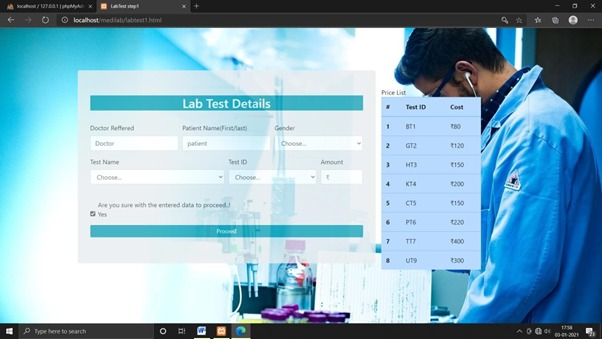 localhost / 127.0.0.1 | phpMyAd
LabTest step1
localhost/medilab/labtest1.html
Lab Test Details
Doctor Reffered
Patient Name(First/last)
Gender
Doctor
patient
Choose...
Test Name
Test ID
Amount
Choose...
Choose...
₹
Are you sure with the entered data to proceed..!
Yes
Proceed
Price List
# Test ID Cost
1 BT1 ₹80
2 GT2 ₹120
3 HT3 ₹150
4 KT4 ₹200
5 CT5 ₹150
6 PT6 ₹220
7 TT7 ₹400
8 UT9 ₹300
Type here to search
17:58
03-01-2021